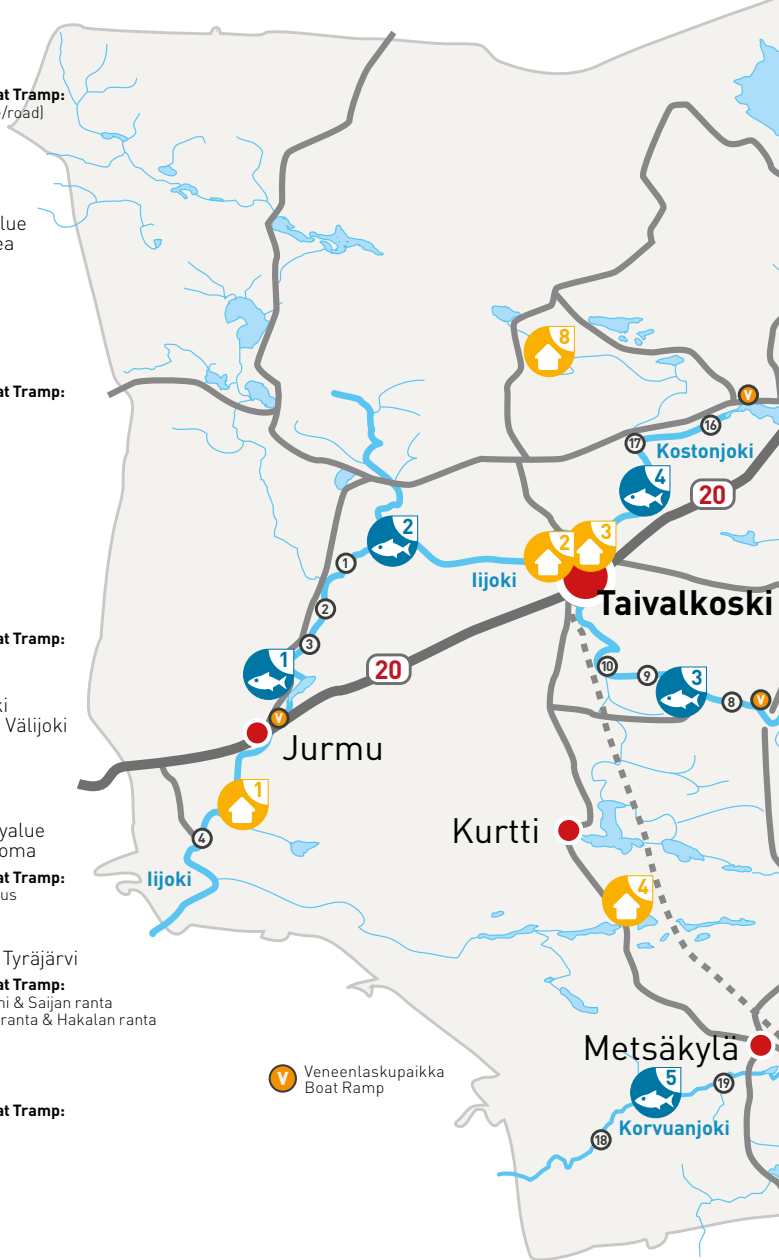 at Tramp:
e/road)
lue
ea
at Tramp:
at Tramp:
ki
Välijoki
yalue
oma
at Tramp:
us
Tyräjärvi
at Tramp:
ni & Saijan ranta
ranta & Hakalan ranta
at Tramp:
8
V
16
17
Kostonjoki
4
20
2
2
3
1
Iijoki
Taivalkoski
2
3
1
20
10
9
3
8
V
V
Jurmu
1
4
Kurtti
Iijoki
4
Metsäkylä
V
Veneenlaskupaikka
Boat Ramp
5
19
Korvuanjoki
18